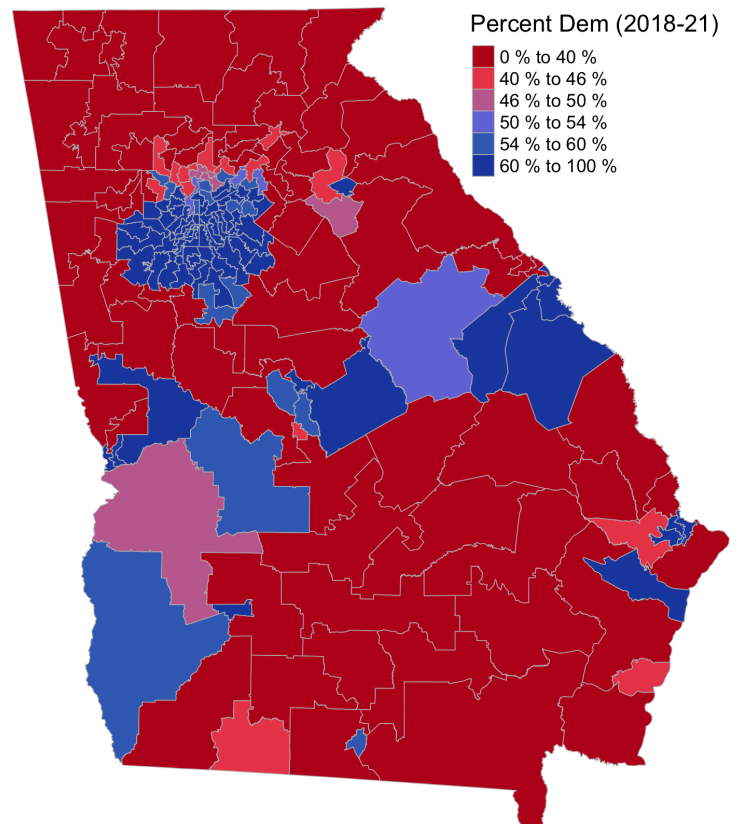 Percent Dem (2018-21)
0 % to 40 %
40 % to 46 %
46 % to 50 %
50 % to 54 %
54 % to 60 %
60 % to 100 %